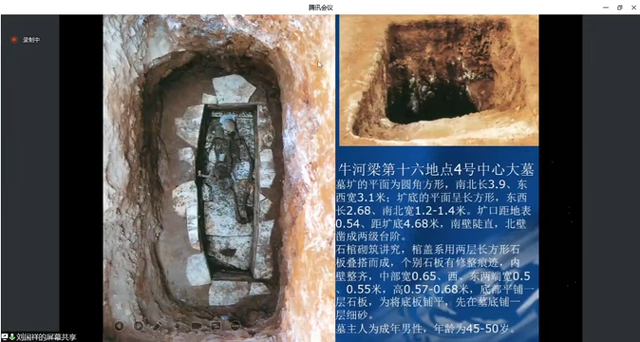 腾讯会议
录制中
牛河梁第十六地点4号中心大墓
墓圹的平面为圆角方形，南北长3.9、东
西宽3.1米；圹底的平面呈长方形，东西
长2.68、南北宽1.2-1.4米。圹口距地表
0.54、距圹底4.68米，南壁陡直，北壁
凿成两级台阶。
石棺砌筑讲究，棺盖系用两层长方形石
板叠搭而成，个别石板有修整痕迹，内
壁整齐，中部宽0.65、西、东两端宽0.5
、0.55米，高0.57-0.68米，底部平铺一
层石板，为将底板铺平，先在墓底铺一
层细砂。
墓主人为成年男性，年龄为45-50岁。
刘国祥的屏幕共享